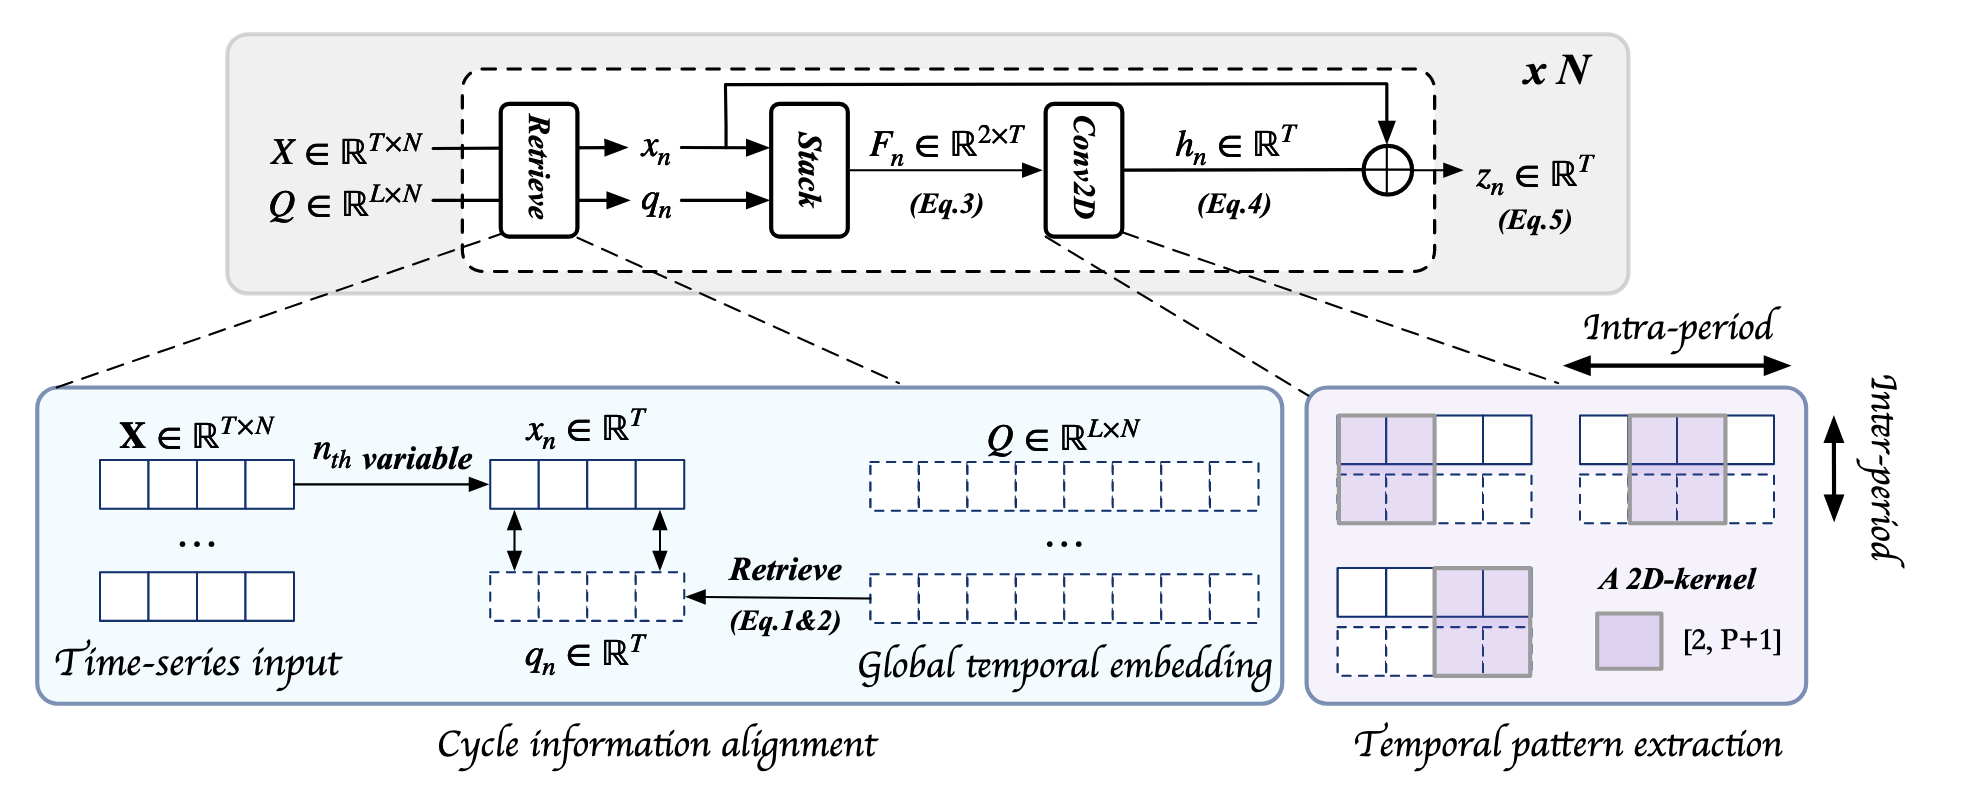 x N
X ∈ ℝ^{T×N}
Q ∈ ℝ^{L×N}
Retrieve
x_n
q_n
Stack
F_n ∈ ℝ^{2×T}
(Eq.3)
Conv2D
h_n ∈ ℝ^T
(Eq.4)
z_n ∈ ℝ^T
(Eq.5)
X ∈ ℝ^{T×N}
n_{th} variable
x_n ∈ ℝ^T
Q ∈ ℝ^{L×N}
...
...
Retrieve
(Eq.1&2)
q_n ∈ ℝ^T
Time-series input
Global temporal embedding
Cycle information alignment
Intra-period
Inter-period
A 2D-kernel
[2, P+1]
Temporal pattern extraction